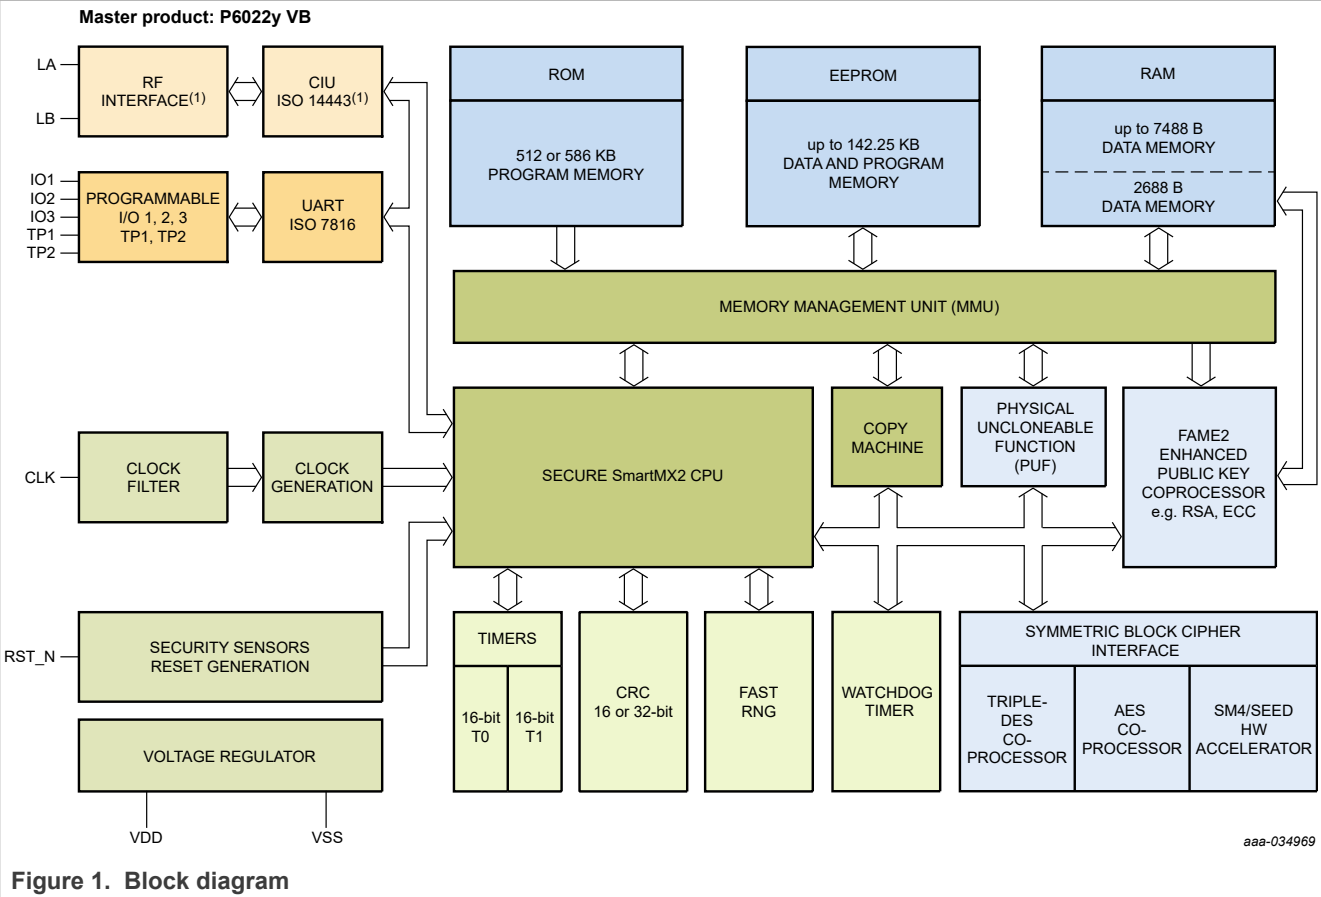 Master product: P6022y VB
LA
LB
RF
INTERFACE(1)
CIU
ISO 14443(1)
IO1
IO2
IO3
TP1
TP2
PROGRAMMABLE
I/O 1, 2, 3
TP1, TP2
UART
ISO 7816
ROM
512 or 586 KB
PROGRAM MEMORY
EEPROM
up to 142.25 KB
DATA AND PROGRAM
MEMORY
RAM
up to 7488 B
DATA MEMORY
2688 B
DATA MEMORY
MEMORY MANAGEMENT UNIT (MMU)
CLK
CLOCK
FILTER
CLOCK
GENERATION
SECURE SmartMX2 CPU
COPY
MACHINE
PHYSICAL
UNCLONEABLE
FUNCTION
(PUF)
FAME2
ENHANCED
PUBLIC KEY
COPROCESSOR
e.g. RSA, ECC
RST_N
SECURITY SENSORS
RESET GENERATION
VOLTAGE REGULATOR
VDD
VSS
TIMERS
16-bit
T0
16-bit
T1
CRC
16 or 32-bit
FAST
RNG
WATCHDOG
TIMER
SYMMETRIC BLOCK CIPHER
INTERFACE
TRIPLE-
DES
CO-
PROCESSOR
AES
CO-
PROCESSOR
SM4/SEED
HW
ACCELERATOR
aaa-034969
Figure 1. Block diagram